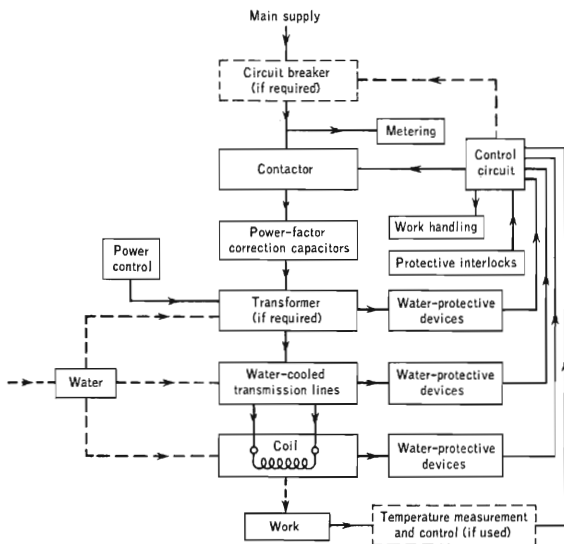 Main supply
Circuit breaker
(if required)
Metering
Contactor
Control
circuit
Work handling
Power-factor
correction capacitors
Power
control
Protective interlocks
Transformer
(if required)
Water-protective
devices
Water
Water-cooled
transmission lines
Water-protective
devices
Coil
Water-protective
devices
Work
Temperature measurement
and control (if used)